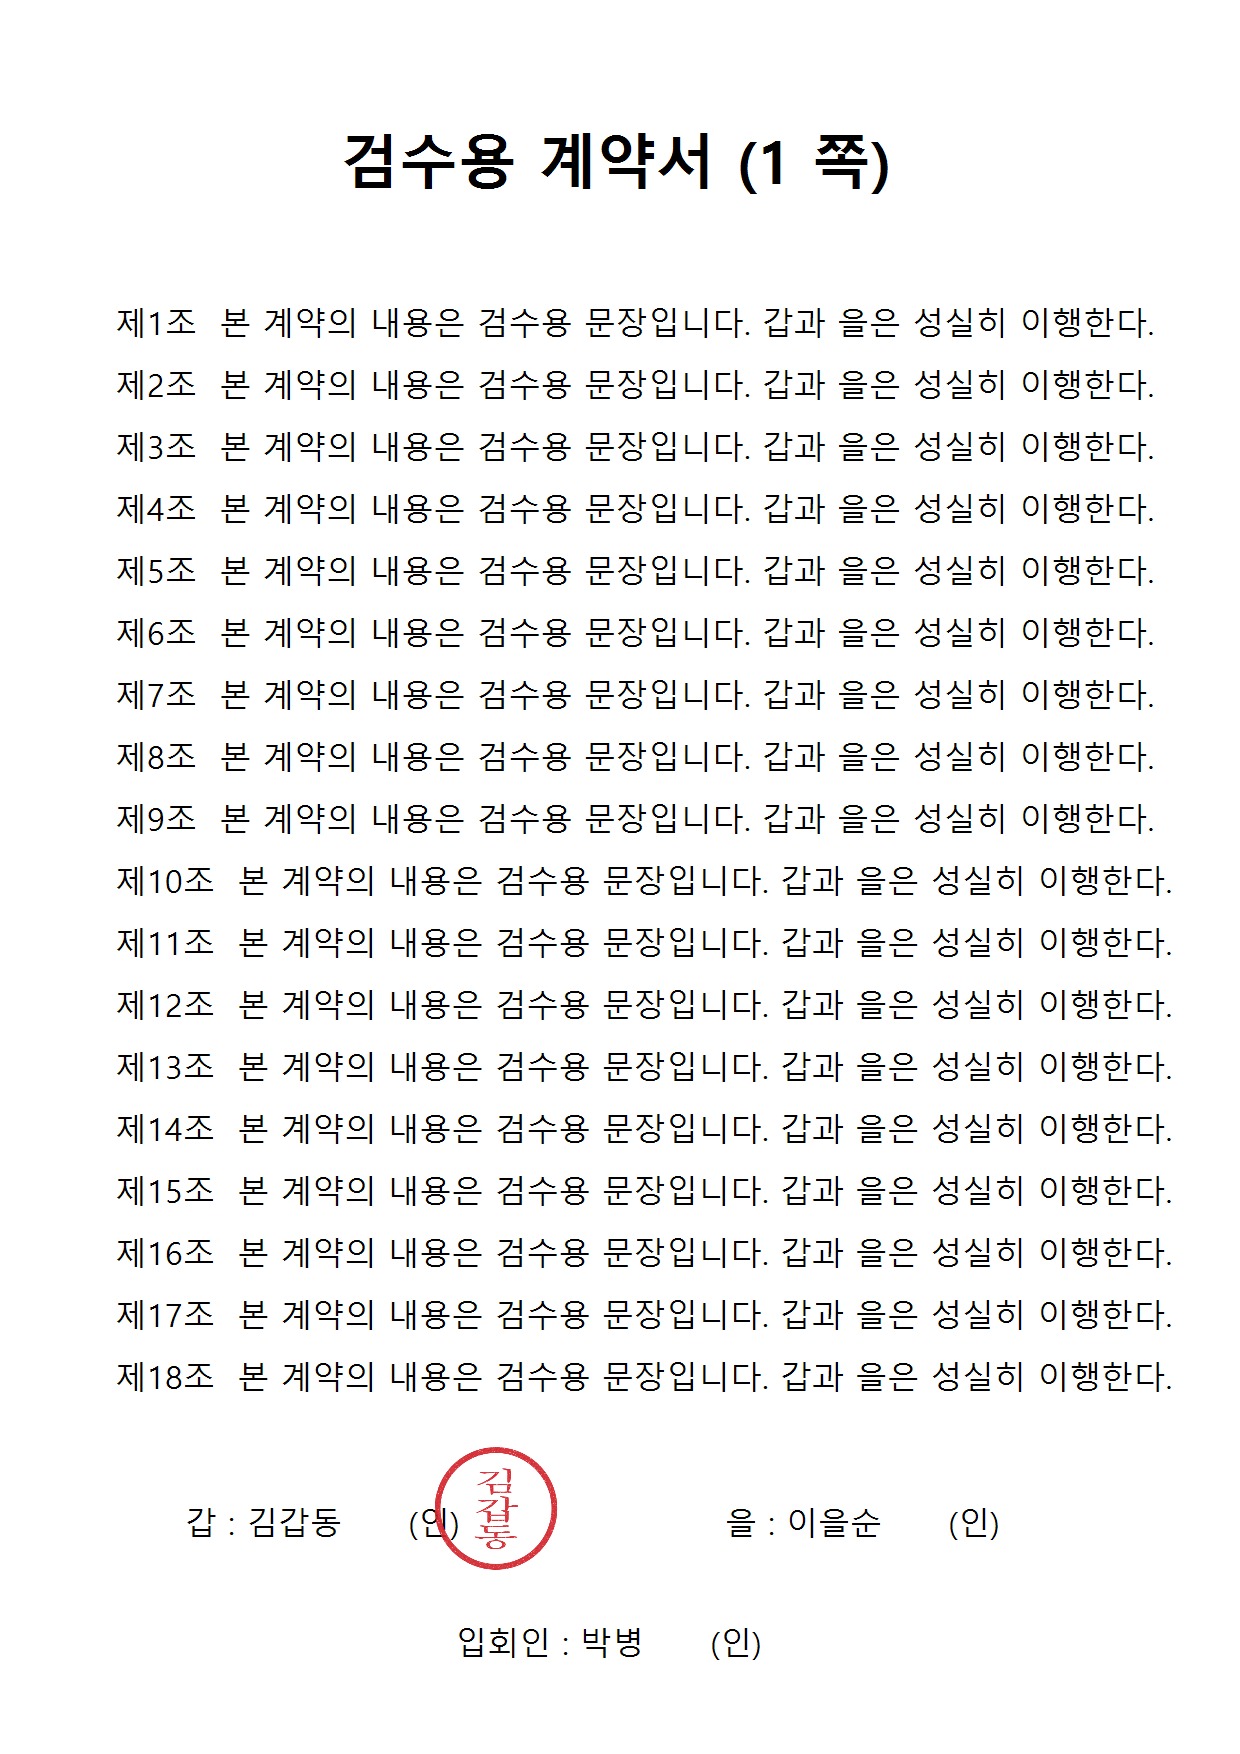 검수용 계약서 (1 쪽)
제1조 본 계약의 내용은 검수용 문장입니다. 갑과 을은 성실히 이행한다.
제2조 본 계약의 내용은 검수용 문장입니다. 갑과 을은 성실히 이행한다.
제3조 본 계약의 내용은 검수용 문장입니다. 갑과 을은 성실히 이행한다.
제4조 본 계약의 내용은 검수용 문장입니다. 갑과 을은 성실히 이행한다.
제5조 본 계약의 내용은 검수용 문장입니다. 갑과 을은 성실히 이행한다.
제6조 본 계약의 내용은 검수용 문장입니다. 갑과 을은 성실히 이행한다.
제7조 본 계약의 내용은 검수용 문장입니다. 갑과 을은 성실히 이행한다.
제8조 본 계약의 내용은 검수용 문장입니다. 갑과 을은 성실히 이행한다.
제9조 본 계약의 내용은 검수용 문장입니다. 갑과 을은 성실히 이행한다.
제10조 본 계약의 내용은 검수용 문장입니다. 갑과 을은 성실히 이행한다.
제11조 본 계약의 내용은 검수용 문장입니다. 갑과 을은 성실히 이행한다.
제12조 본 계약의 내용은 검수용 문장입니다. 갑과 을은 성실히 이행한다.
제13조 본 계약의 내용은 검수용 문장입니다. 갑과 을은 성실히 이행한다.
제14조 본 계약의 내용은 검수용 문장입니다. 갑과 을은 성실히 이행한다.
제15조 본 계약의 내용은 검수용 문장입니다. 갑과 을은 성실히 이행한다.
제16조 본 계약의 내용은 검수용 문장입니다. 갑과 을은 성실히 이행한다.
제17조 본 계약의 내용은 검수용 문장입니다. 갑과 을은 성실히 이행한다.
제18조 본 계약의 내용은 검수용 문장입니다. 갑과 을은 성실히 이행한다.
갑 : 김갑동 (인) 을 : 이을순 (인)
김
갑
동
입회인 : 박병 (인)